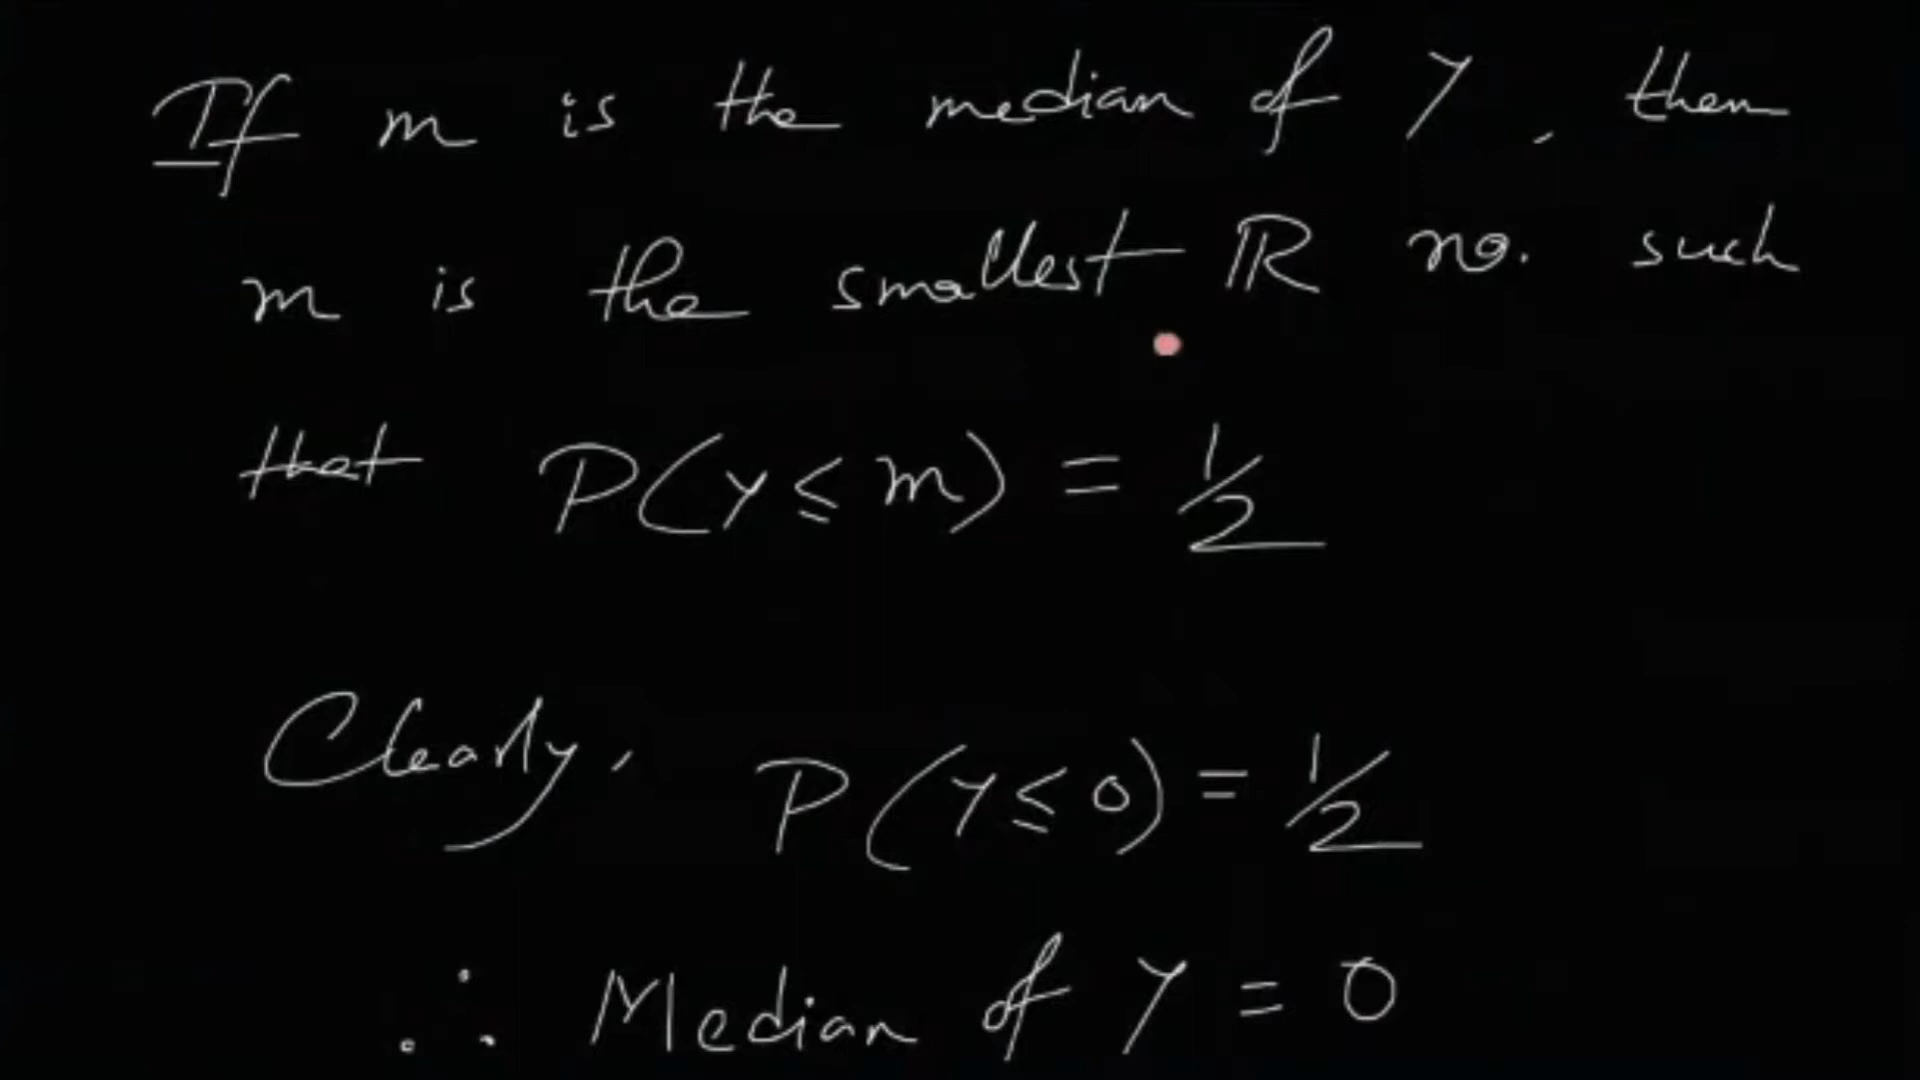 If m is the median of Y, then
m is the smallest ℝ no. such
that P(Y ≤ m) = 1/2
Clearly, P(Y ≤ 0) = 1/2
∴ Median of Y = 0